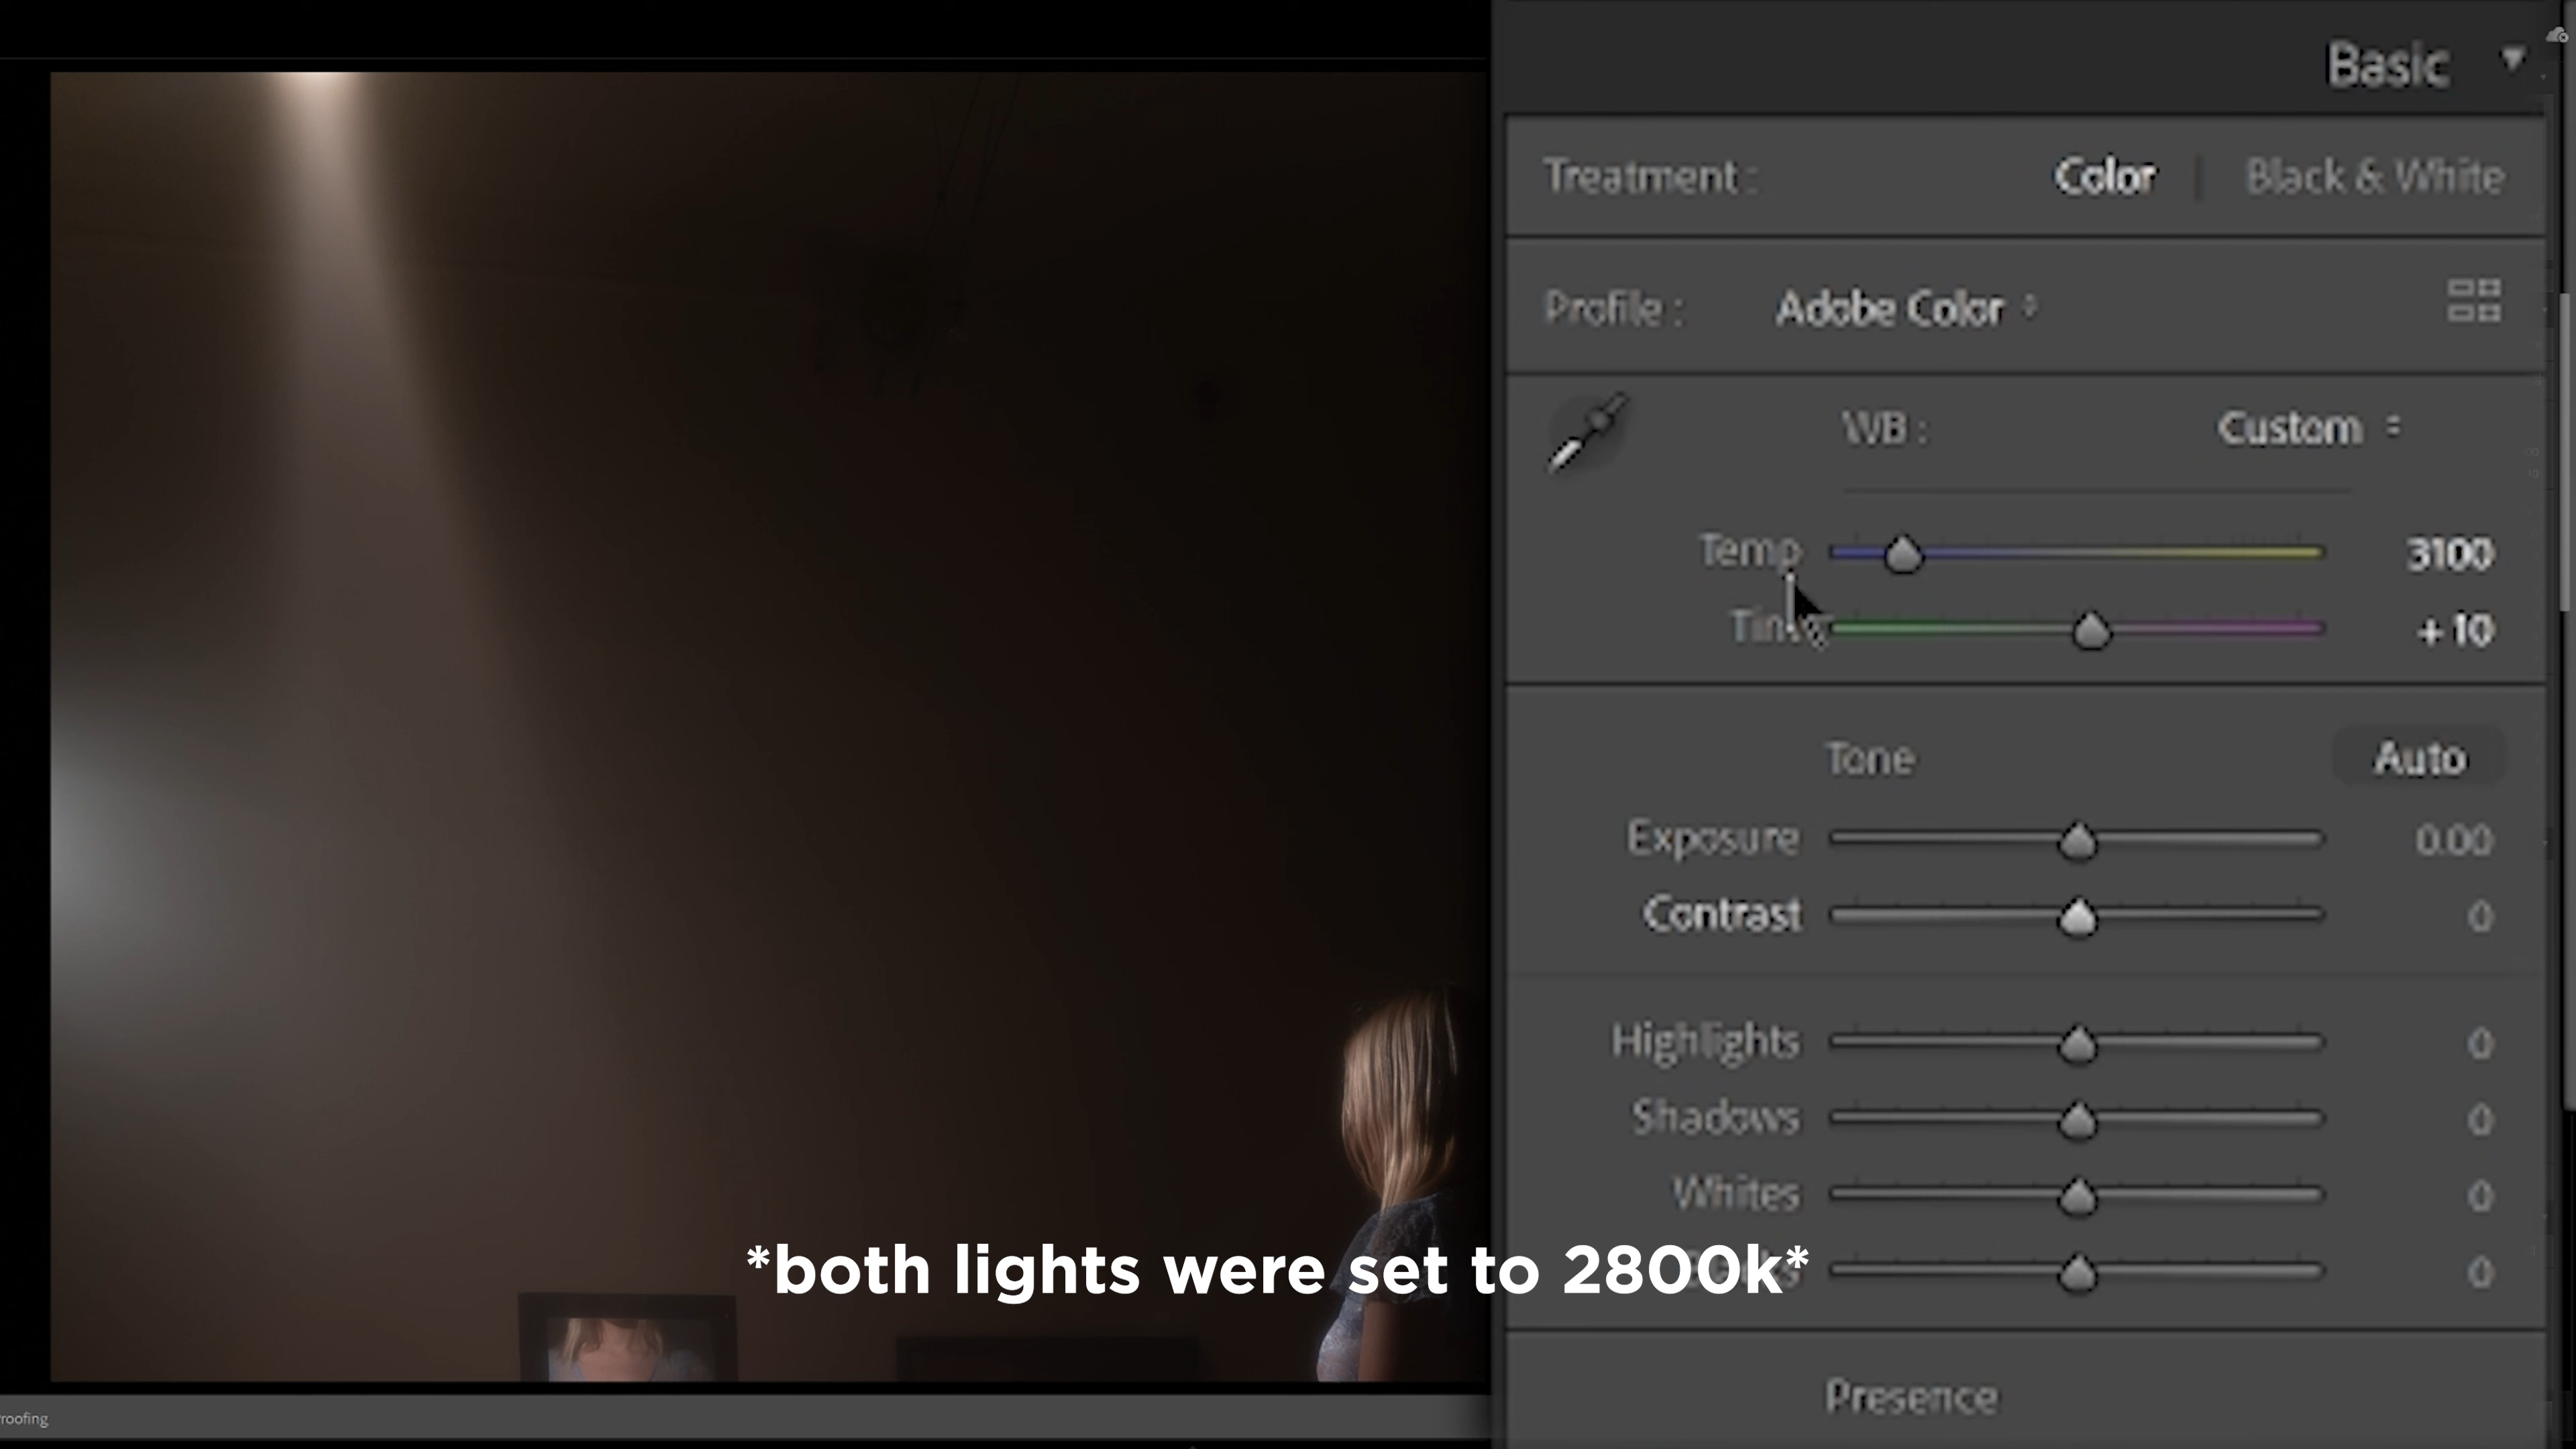 Basic
Treatment : Color | Black & White
Profile : Adobe Color
WB : Custom
Temp 3100
Tint + 10
Tone Auto
Exposure 0.00
Contrast 0
Highlights 0
Shadows 0
Whites 0
*both lights were set to 2800k*
0
Presence
roofing